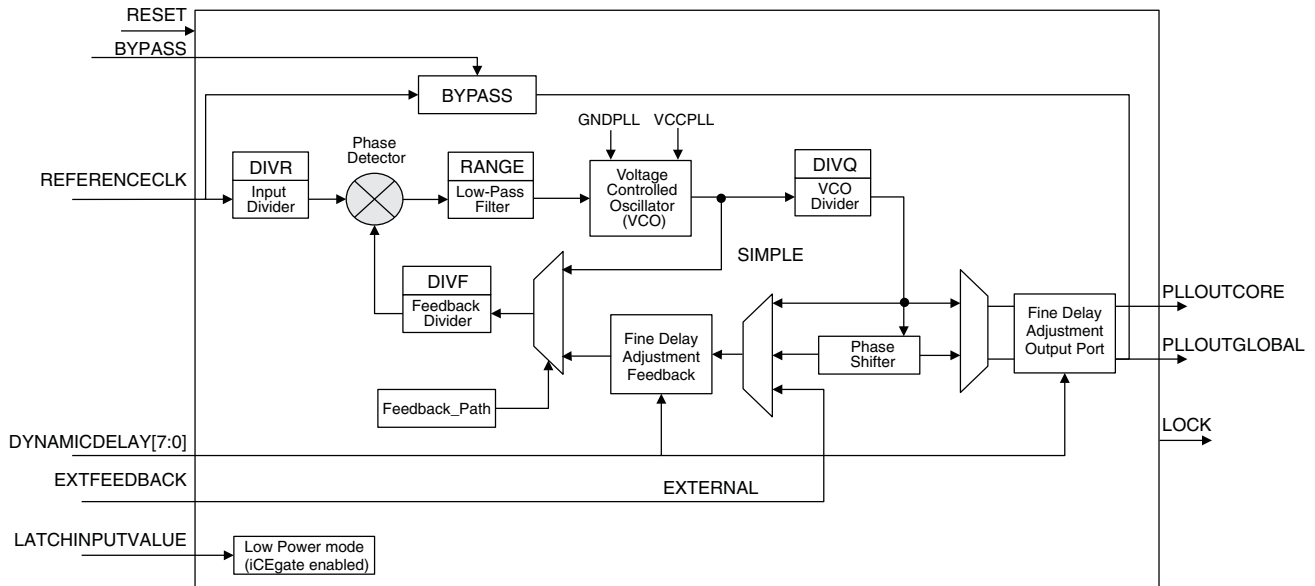 RESET
BYPASS
BYPASS
GNDPLL
VCCPLL
Phase
Detector
DIVR
Input
Divider
RANGE
Low-Pass
Filter
Voltage
Controlled
Oscillator
(VCO)
DIVQ
VCO
Divider
REFERENCECLK
SIMPLE
DIVF
Feedback
Divider
Fine Delay
Adjustment
Feedback
Phase
Shifter
Fine Delay
Adjustment
Output Port
PLLOUTCORE
PLLOUTGLOBAL
Feedback_Path
LOCK
DYNAMICDELAY[7:0]
EXTFEEDBACK
EXTERNAL
LATCHINPUTVALUE
Low Power mode
(iCEgate enabled)